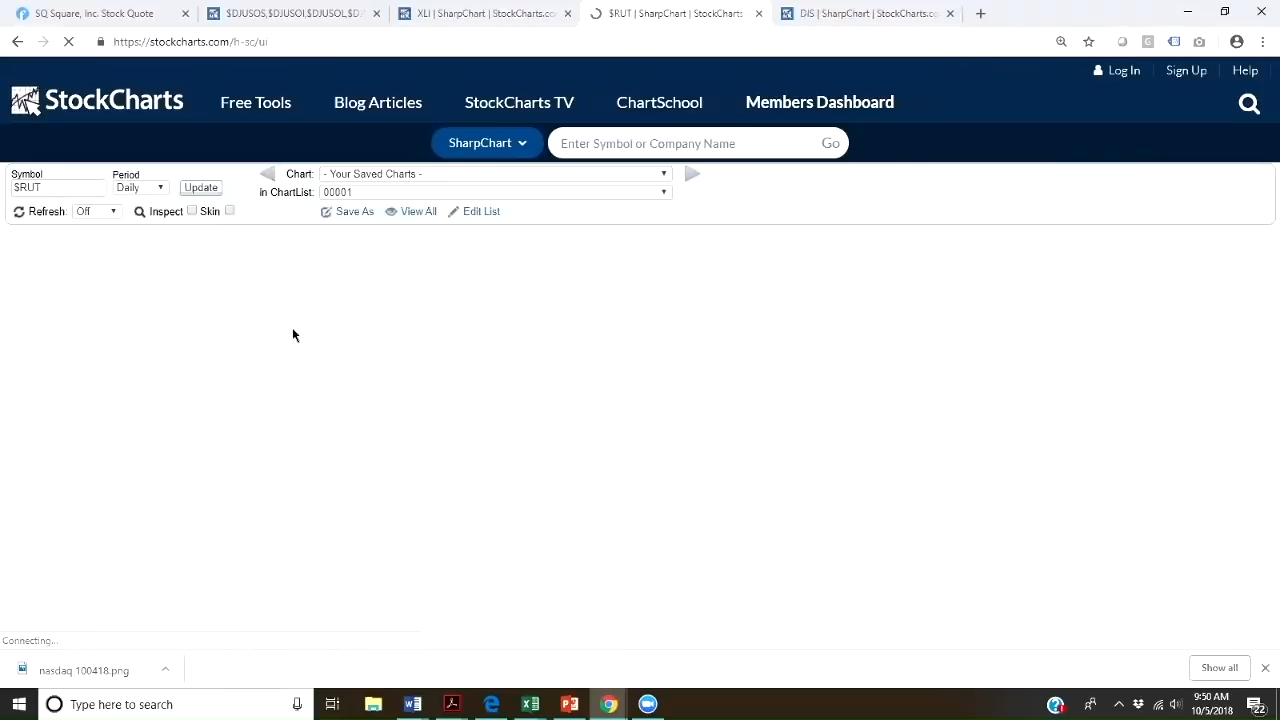 SQ Square, Inc. Stock Quote
$DJUSOS,$DJUSOI,$DJUSOL,$DJ
XLI | SharpChart | StockCharts.co
$RUT | SharpChart | StockCharts
DIS | SharpChart | StockCharts.co
https://stockcharts.com/h-sc/ui
Log In
Sign Up
Help
StockCharts
Free Tools
Blog Articles
StockCharts TV
ChartSchool
Members Dashboard
SharpChart
Enter Symbol or Company Name
Go
Symbol
Period
$RUT
Daily
Update
Chart:
- Your Saved Charts -
in ChartList:
00001
Refresh:
Off
Inspect
Skin
Save As
View All
Edit List
Connecting...
nasdaq 100418.png
Show all
Type here to search
9:50 AM
10/5/2018
22